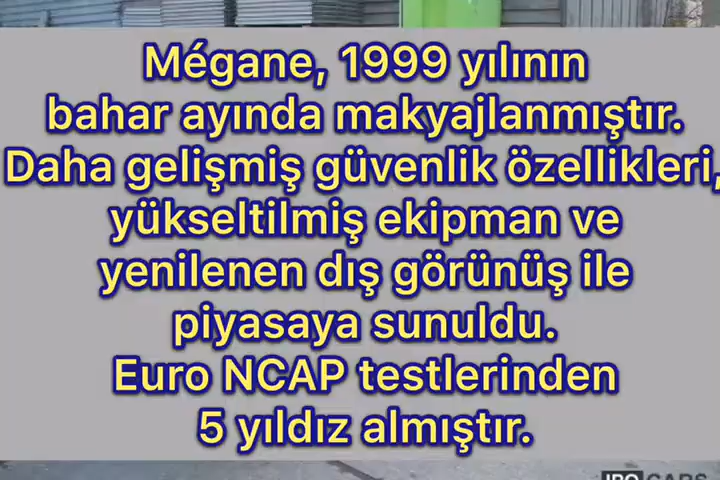 Mégane, 1999 yılının
bahar ayında makyajlanmıştır.
Daha gelişmiş güvenlik özellikleri,
yükseltilmiş ekipman ve
yenilenen dış görünüş ile
piyasaya sunuldu.
Euro NCAP testlerinden
5 yıldız almıştır.
CARS